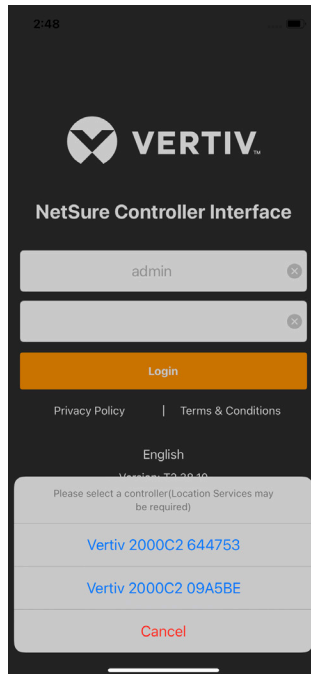 2:48
VERTIV™
NetSure Controller Interface
admin
Login
Privacy Policy | Terms & Conditions
English
Please select a controller(Location Services may
be required)
Vertiv 2000C2 644753
Vertiv 2000C2 09A5BE
Cancel